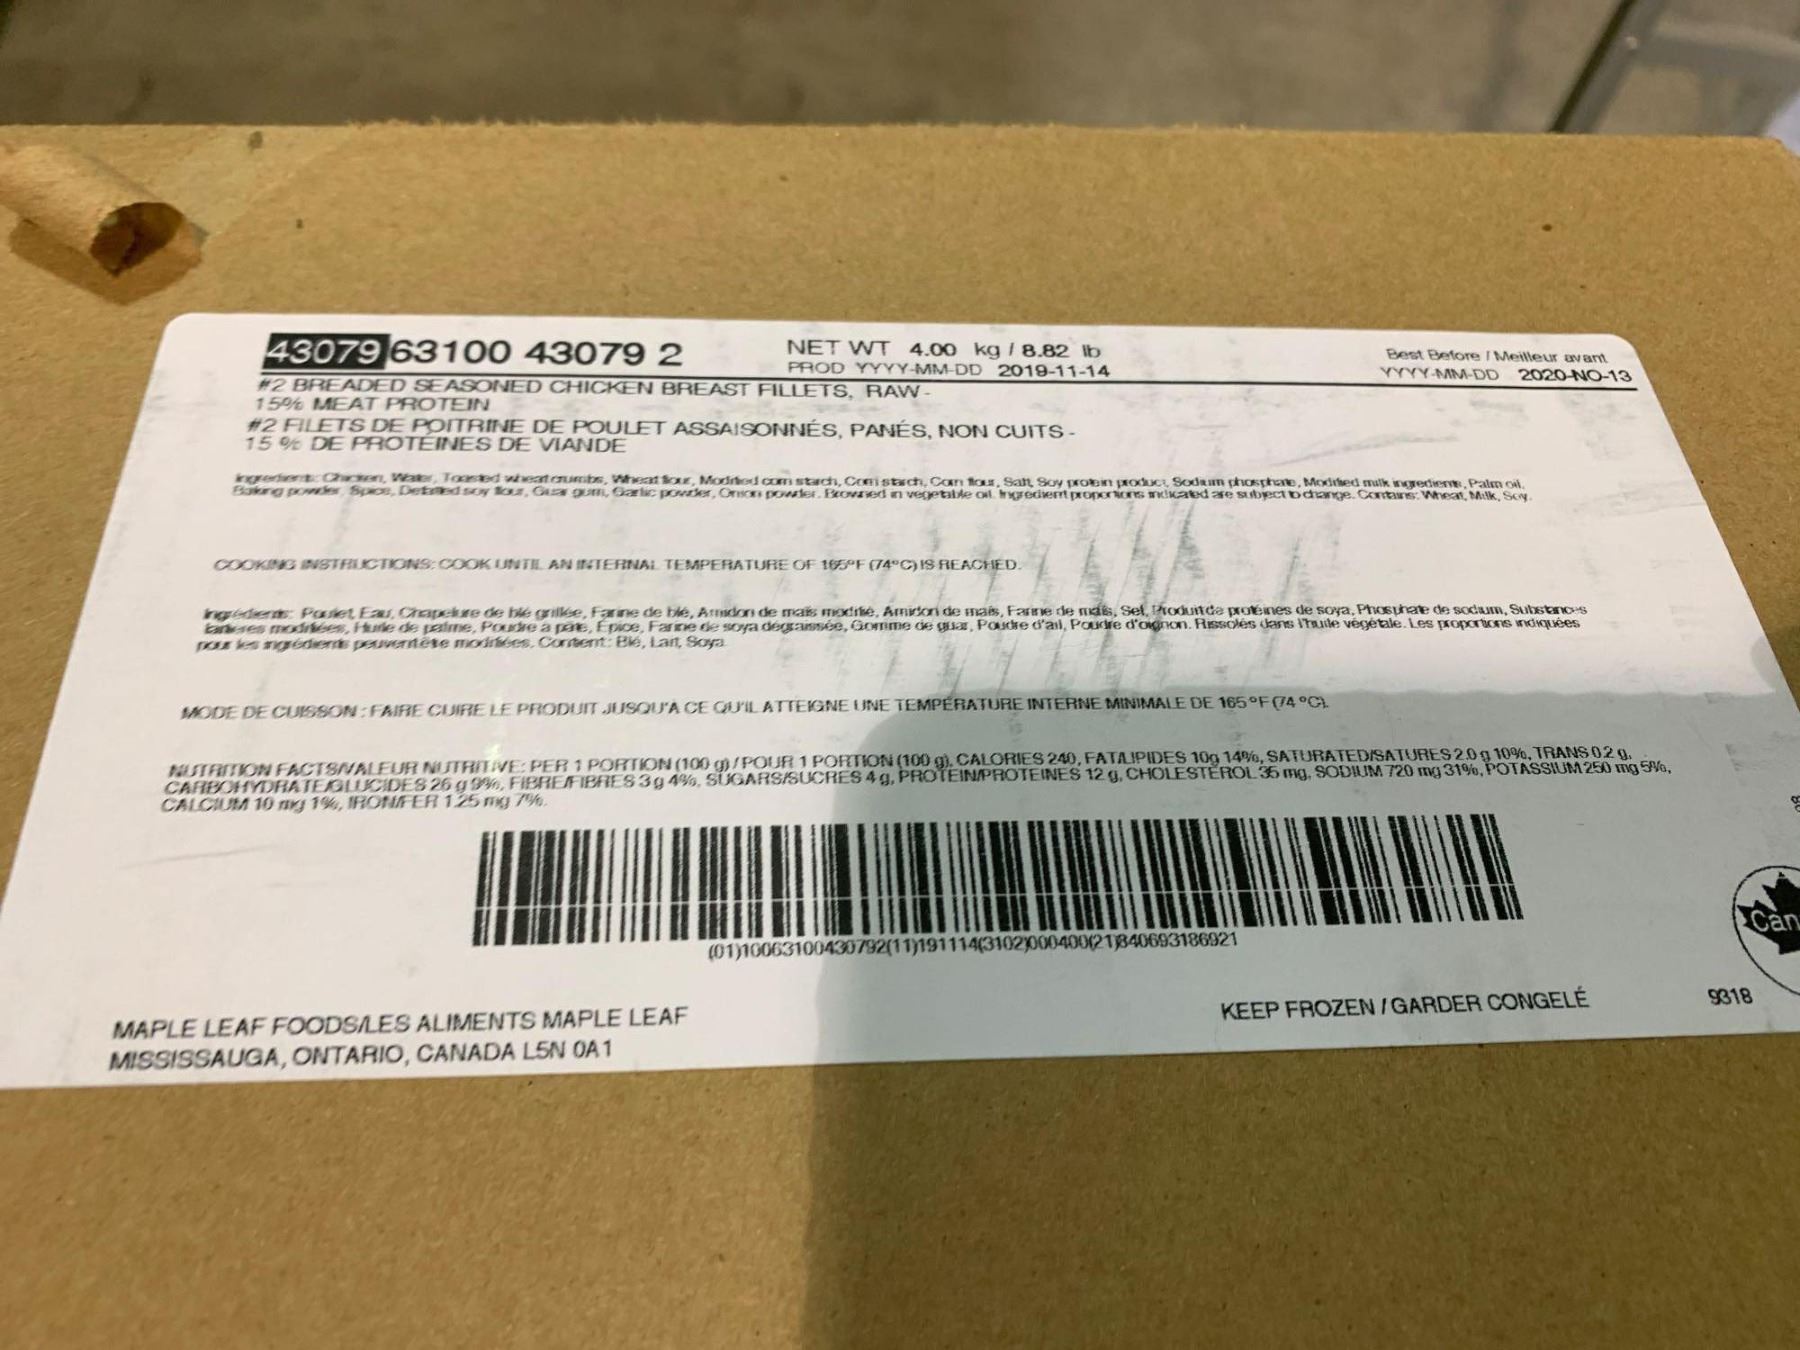 43079 63100 43079 2 NET WT 4.00 kg / 8.82 lb Best Before / Meilleur avant
PROD YYYY-MM-DD 2019-11-14 YYYY-MM-DD 2020-NO-13
#2 BREADED SEASONED CHICKEN BREAST FILLETS, RAW -
15% MEAT PROTEIN
#2 FILETS DE POITRINE DE POULET ASSAISONNÉS, PANÉS, NON CUITS -
15 % DE PROTÉINES DE VIANDE
Ingredients: Chicken, Water, Toasted wheat crumbs, Wheat flour, Modified corn starch, Corn starch, Corn flour, Salt, Soy protein product, Sodium phosphate, Modified milk ingredients, Palm oil,
Baking powder, Spice, Defatted soy flour, Guar gum, Garlic powder, Onion powder. Browned in vegetable oil. Ingredient proportions indicated are subject to change. Contains: Wheat, Milk, Soy.
COOKING INSTRUCTIONS: COOK UNTIL AN INTERNAL TEMPERATURE OF 165°F (74°C) IS REACHED.
Ingrédients: Poulet, Eau, Chapelure de blé grillée, Farine de blé, Amidon de maïs modifié, Amidon de maïs, Farine de maïs, Sel, Produit de protéines de soya, Phosphate de sodium, Substances
laitières modifiées, Huile de palme, Poudre à pâte, Épice, Farine de soya dégraissée, Gomme de guar, Poudre d'ail, Poudre d'oignon. Rissolés dans l'huile végétale. Les proportions indiquées
pour les ingrédients peuvent être modifiées. Contient: Blé, Lait, Soya.
MODE DE CUISSON : FAIRE CUIRE LE PRODUIT JUSQU'A CE QU'IL ATTEIGNE UNE TEMPÉRATURE INTERNE MINIMALE DE 165 °F (74 °C).
NUTRITION FACTS/VALEUR NUTRITIVE: PER 1 PORTION (100 g) / POUR 1 PORTION (100 g), CALORIES 240, FAT/LIPIDES 10g 14%, SATURATED/SATURES 2.0 g 10%, TRANS 0.2 g,
CARBOHYDRATE/GLUCIDES 26 g 9%, FIBRE/FIBRES 3 g 4%, SUGARS/SUCRES 4 g, PROTEIN/PROTEINES 12 g, CHOLESTEROL 35 mg, SODIUM 720 mg 31%, POTASSIUM 250 mg 5%,
CALCIUM 10 mg 1%, IRON/FER 1.25 mg 7%.
(01)10063100430792(11)191114(3102)000400(21)840693186921
Can
KEEP FROZEN / GARDER CONGELÉ 9318
MAPLE LEAF FOODS/LES ALIMENTS MAPLE LEAF
MISSISSAUGA, ONTARIO, CANADA L5N 0A1